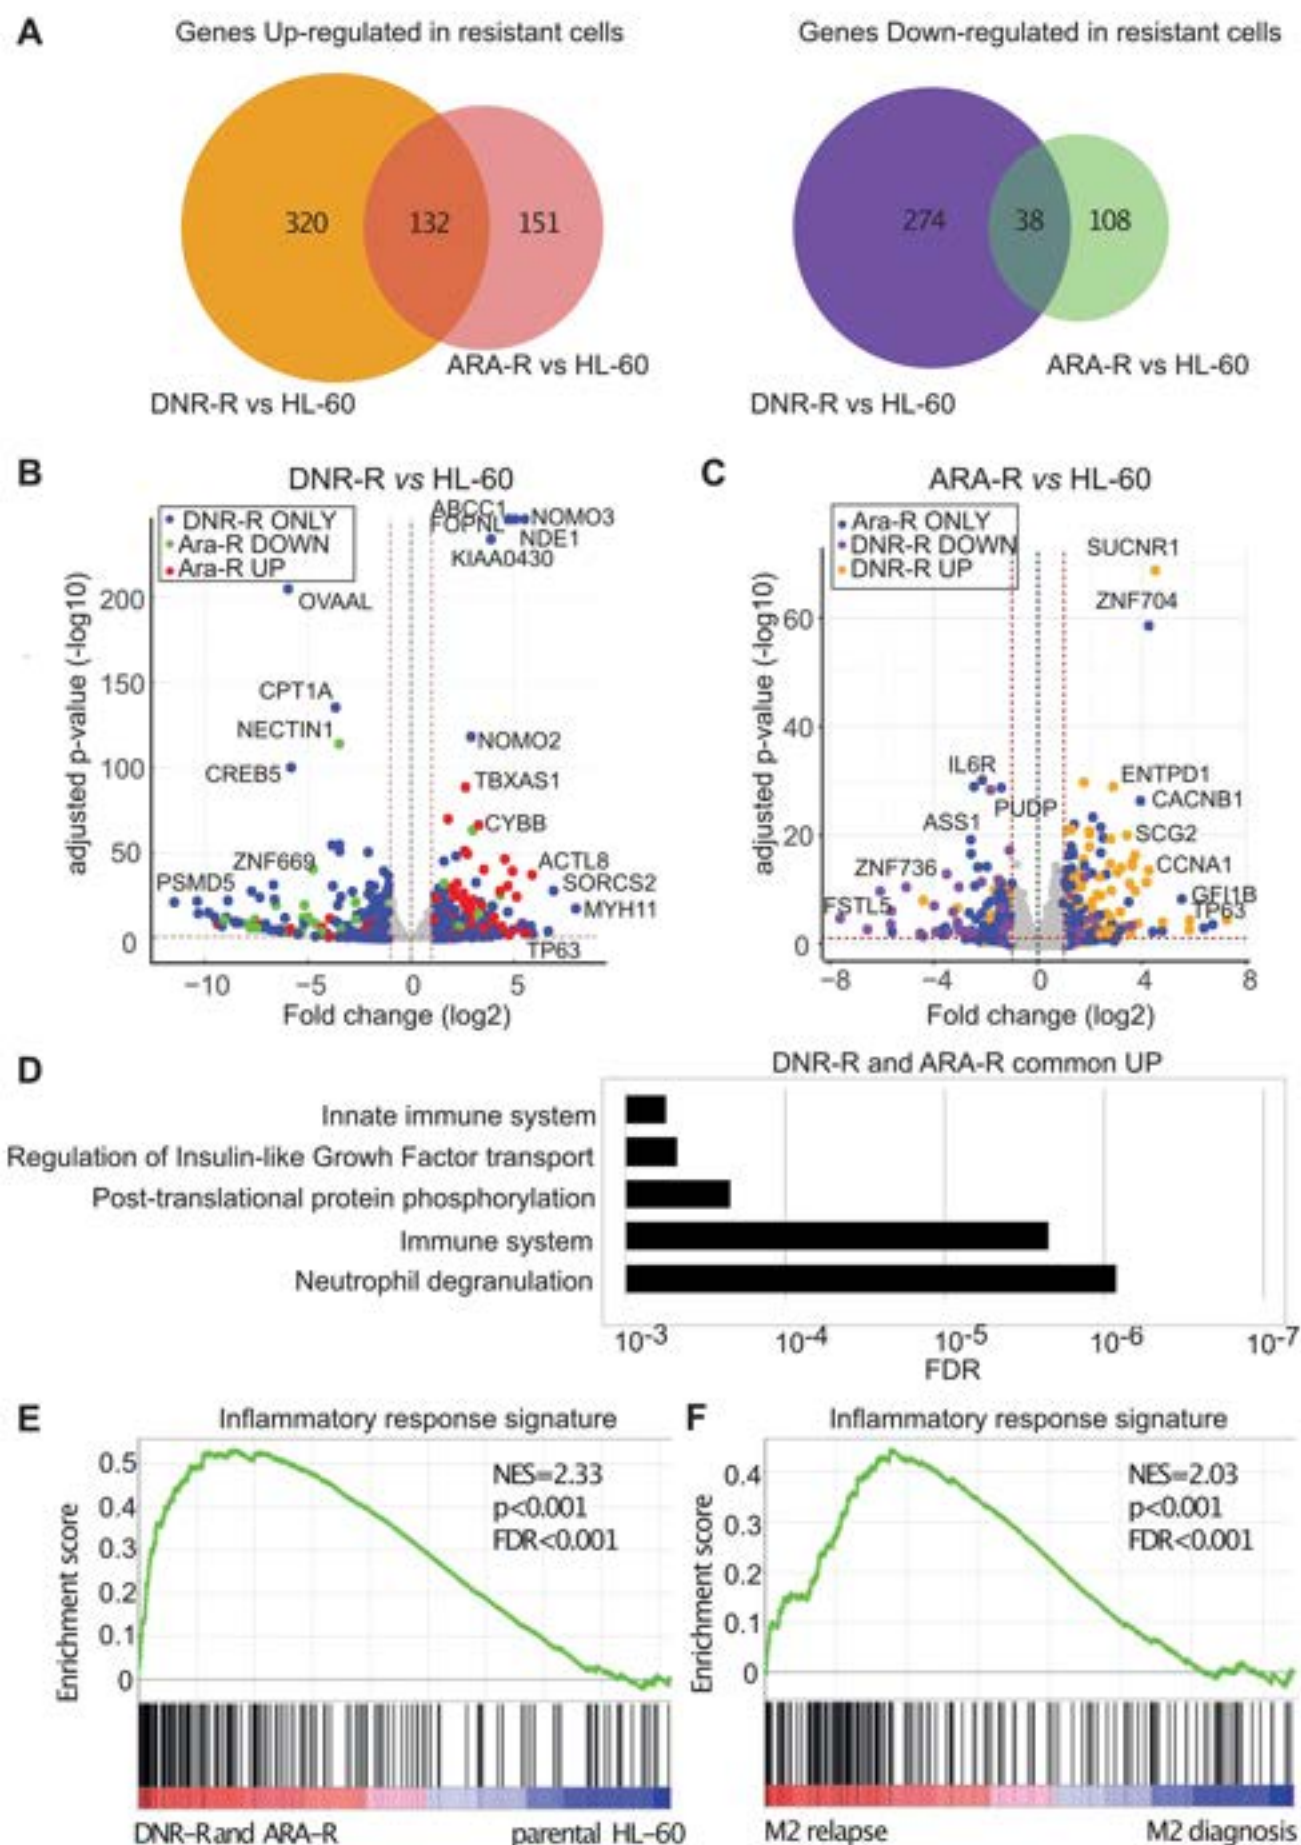 A
Genes Up-regulated in resistant cells
Genes Down-regulated in resistant cells
320
132
151
274
38
108
ARA-R vs HL-60
DNR-R vs HL-60
ARA-R vs HL-60
DNR-R vs HL-60
B
DNR-R vs HL-60
DNR-R ONLY
Ara-R DOWN
Ara-R UP
ABCC1
NOMO3
FOPNL
NDE1
KIAA0430
OVAAL
CPT1A
NECTIN1
NOMO2
CREB5
TBXAS1
CYBB
ZNF669
ACTL8
PSMD5
SORCS2
MYH11
TP63
adjusted p-value (-log10)
200
150
100
50
0
−10
−5
0
5
Fold change (log2)
C
ARA-R vs HL-60
Ara-R ONLY
DNR-R DOWN
DNR-R UP
SUCNR1
ZNF704
IL6R
ENTPD1
PUDP
CACNB1
ASS1
SCG2
ZNF736
CCNA1
FSTL5
GFI1B
TP63
adjusted p-value (-log10)
60
40
20
0
−8
−4
0
4
8
Fold change (log2)
D
DNR-R and ARA-R common UP
Innate immune system
Regulation of Insulin-like Growh Factor transport
Post-translational protein phosphorylation
Immune system
Neutrophil degranulation
10-3
10-4
10-5
10-6
10-7
FDR
E
Inflammatory response signature
NES=2.33
p<0.001
FDR<0.001
Enrichment score
0.5
0.4
0.3
0.2
0.1
0
DNR–Rand ARA–R
parental HL–60
F
Inflammatory response signature
NES=2.03
p<0.001
FDR<0.001
Enrichment score
0.4
0.3
0.2
0.1
0
M2 relapse
M2 diagnosis